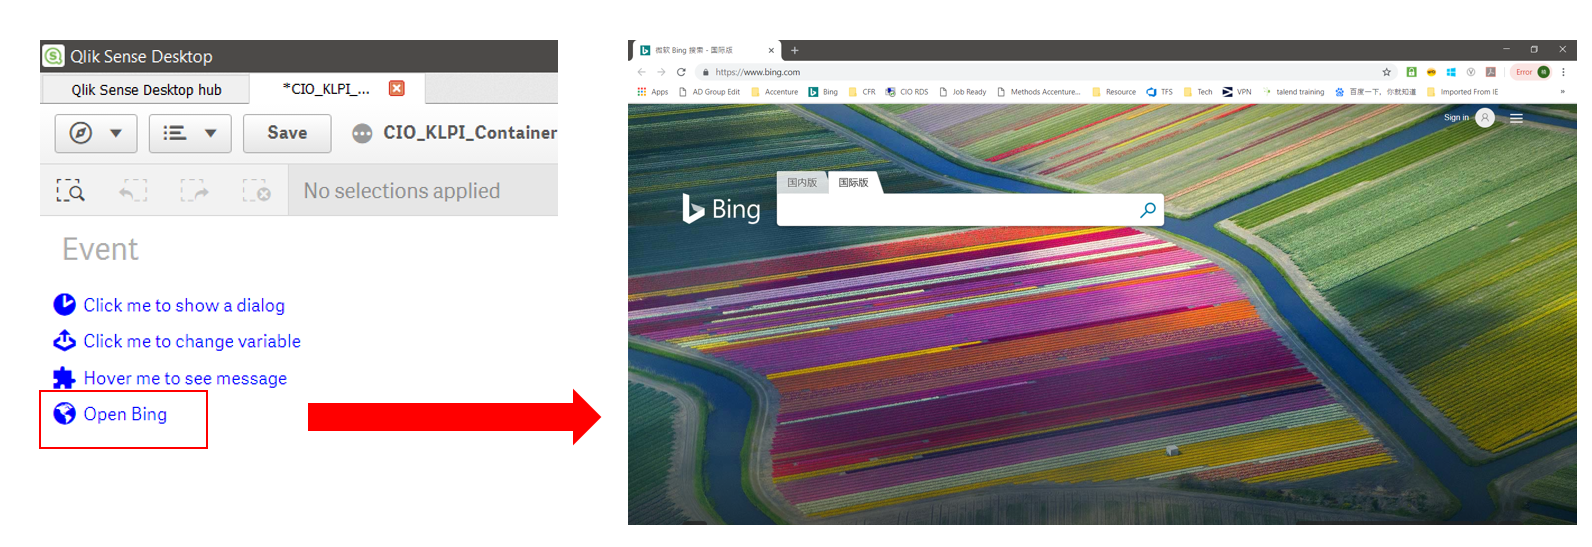 Qlik Sense Desktop
Qlik Sense Desktop hub
*CIO_KLPI_...
Save
CIO_KLPI_Container
No selections applied
Event
Click me to show a dialog
Click me to change variable
Hover me to see message
Open Bing
微软 Bing 搜索 - 国际版
https://www.bing.com
Error
Apps AD Group Edit Accenture Bing CFR CIO RDS Job Ready Methods Accenture... Resource TFS Tech VPN talend training 百度一下，你就知道 Imported From IE »
Sign in
国内版 国际版
Bing